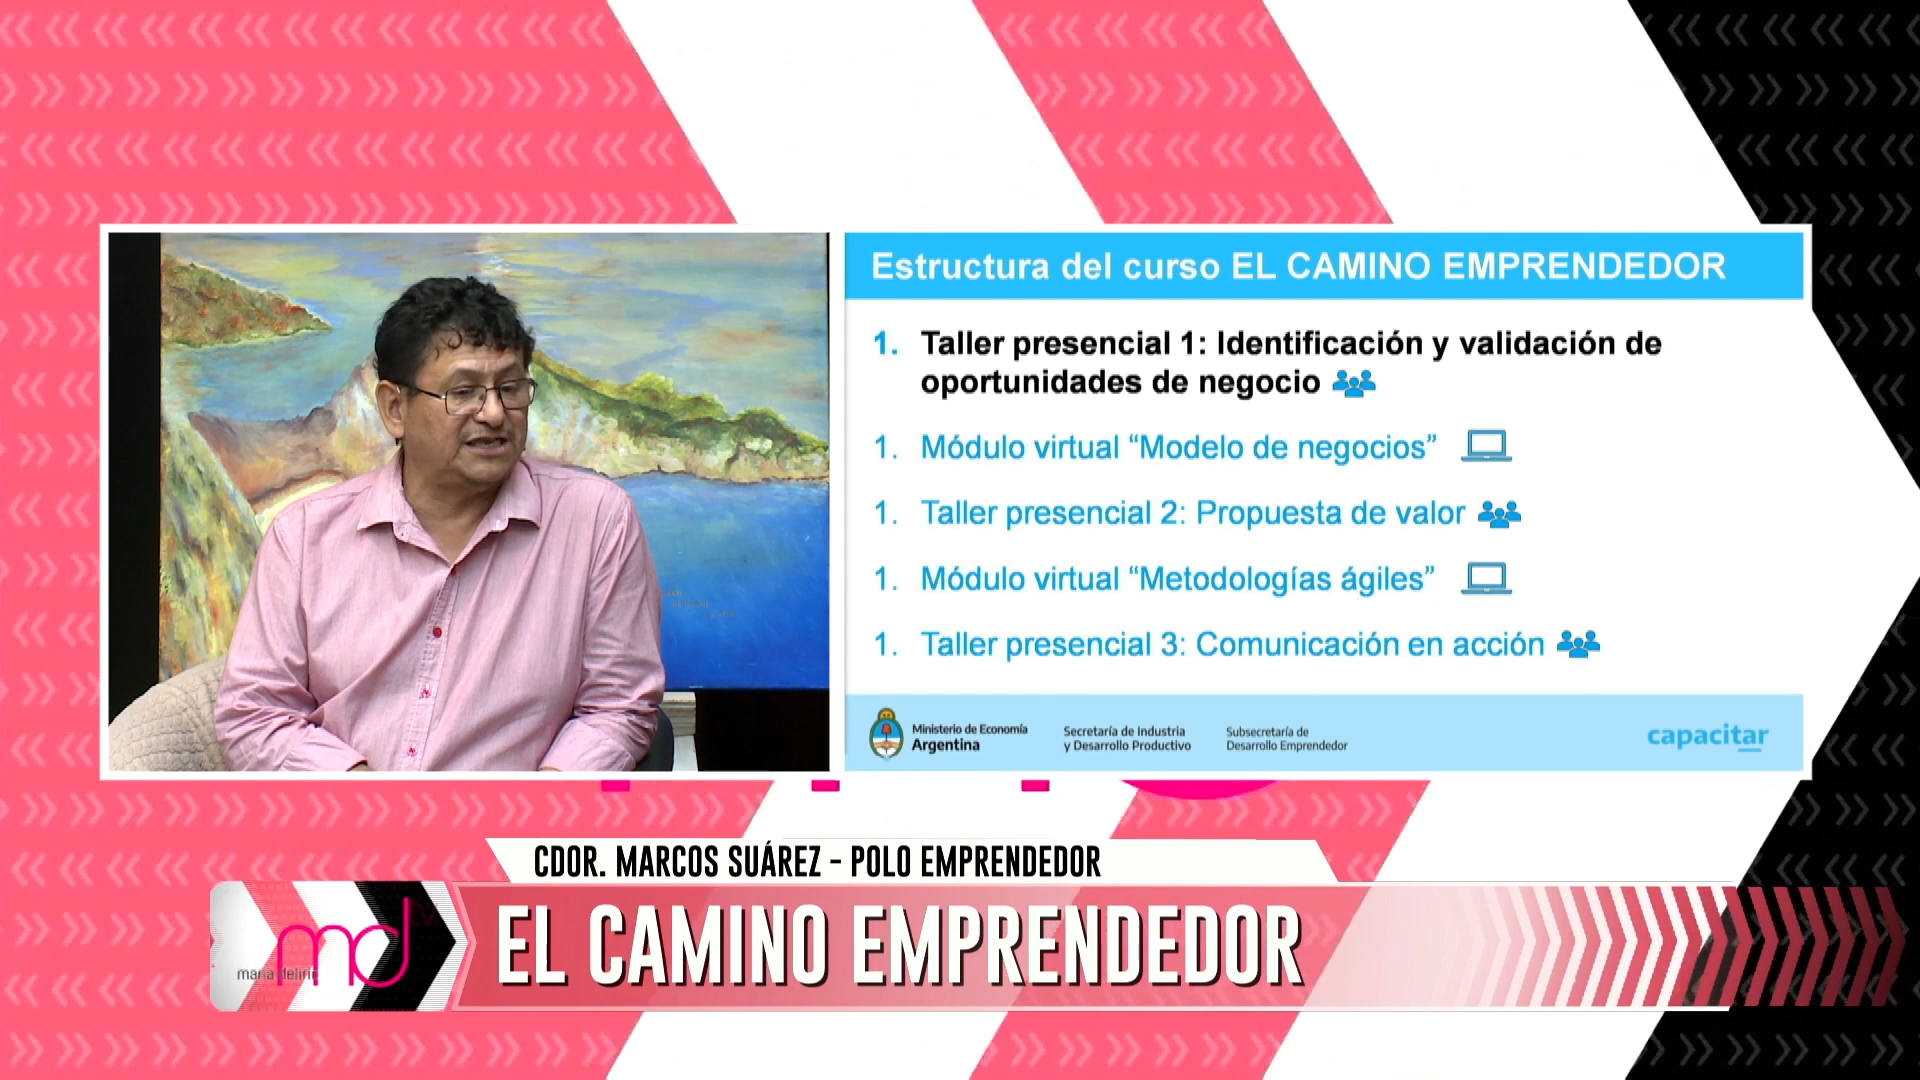 Estructura del curso EL CAMINO EMPRENDEDOR
1. Taller presencial 1: Identificación y validación de
oportunidades de negocio
1. Módulo virtual “Modelo de negocios”
1. Taller presencial 2: Propuesta de valor
1. Módulo virtual “Metodologías ágiles”
1. Taller presencial 3: Comunicación en acción
Ministerio de Economía
Argentina
Secretaría de Industria
y Desarrollo Productivo
Subsecretaría de
Desarrollo Emprendedor
capacitar
CDOR. MARCOS SUÁREZ - POLO EMPRENDEDOR
EL CAMINO EMPRENDEDOR
md
maria